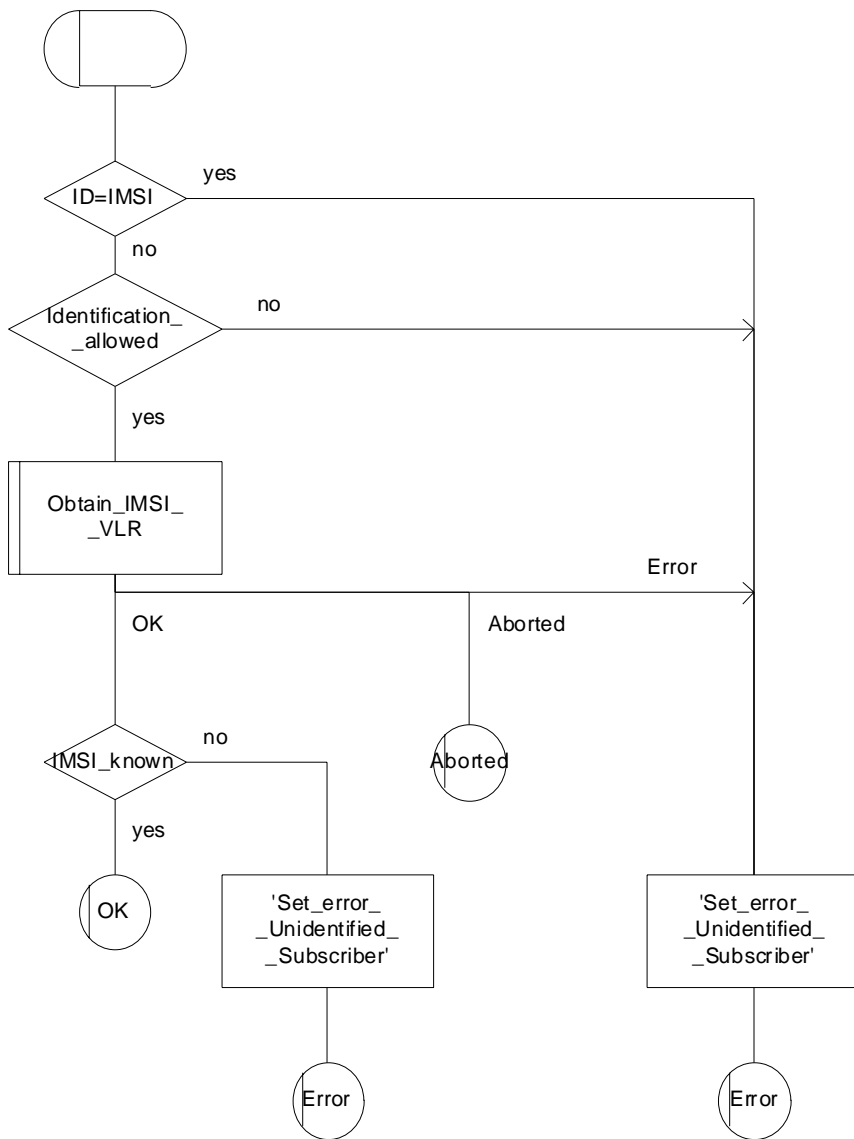 yes
ID=IMSI
no
Identification_
_allowed
no
yes
Obtain_IMSI_
_VLR
Error
OK
Aborted
no
IMSI_known
Aborted
yes
OK
'Set_error_
_Unidentified_
_Subscriber'
'Set_error_
_Unidentified_
_Subscriber'
Error
Error